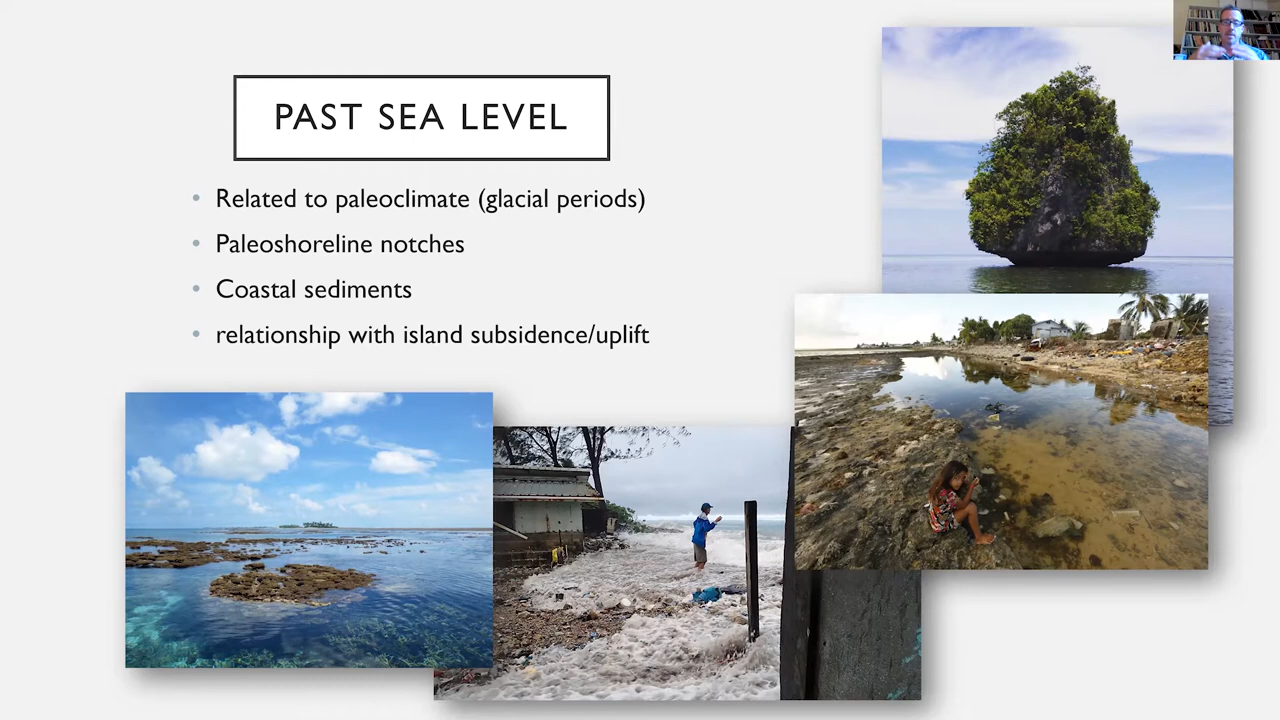 PAST SEA LEVEL
• Related to paleoclimate (glacial periods)
• Paleoshoreline notches
• Coastal sediments
• relationship with island subsidence/uplift